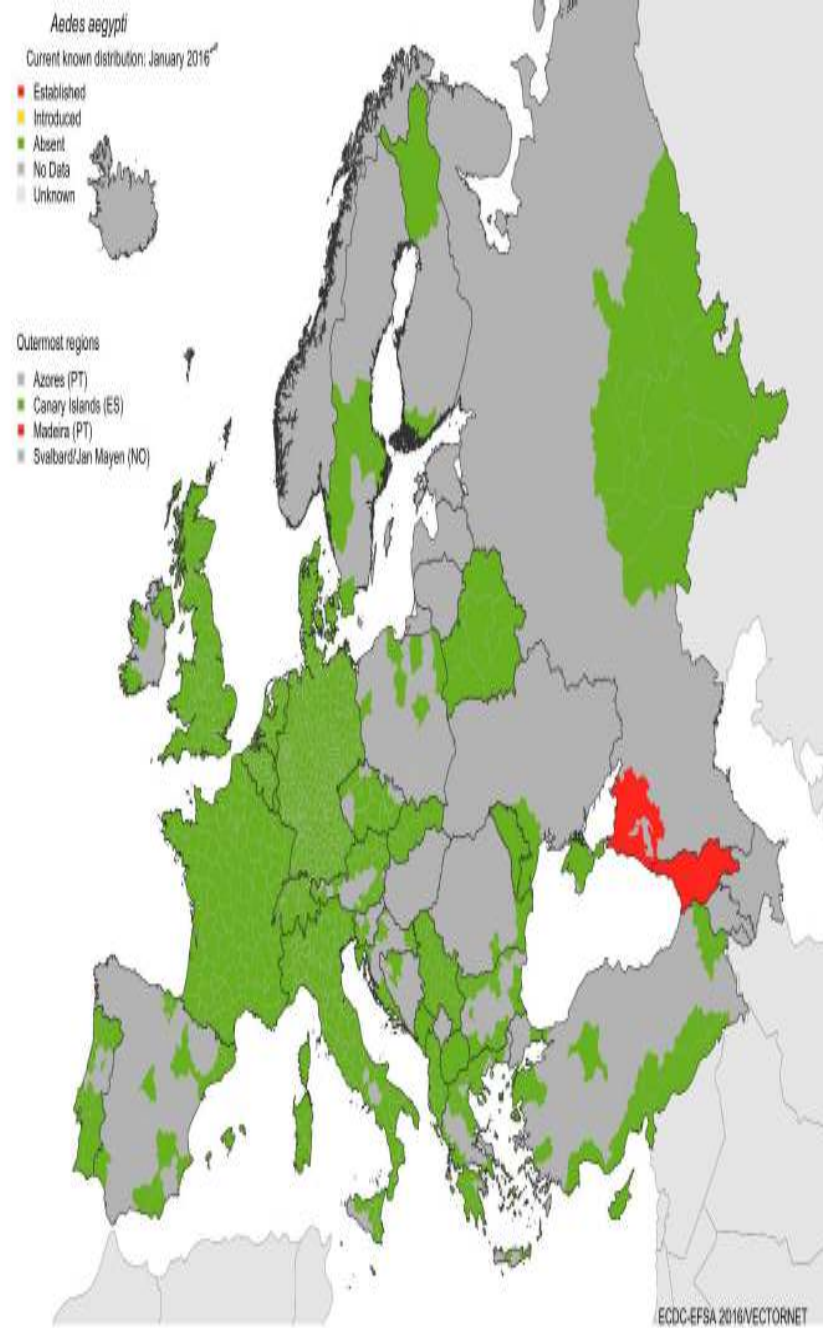 Aedes aegypti
Current known distribution: January 2016
Established
Introduced
Absent
No Data
Unknown
Outermost regions
Azores (PT)
Canary Islands (ES)
Madeira (PT)
Svalbard/Jan Mayen (NO)
ECDC-EFSA 2016/VECTORNET